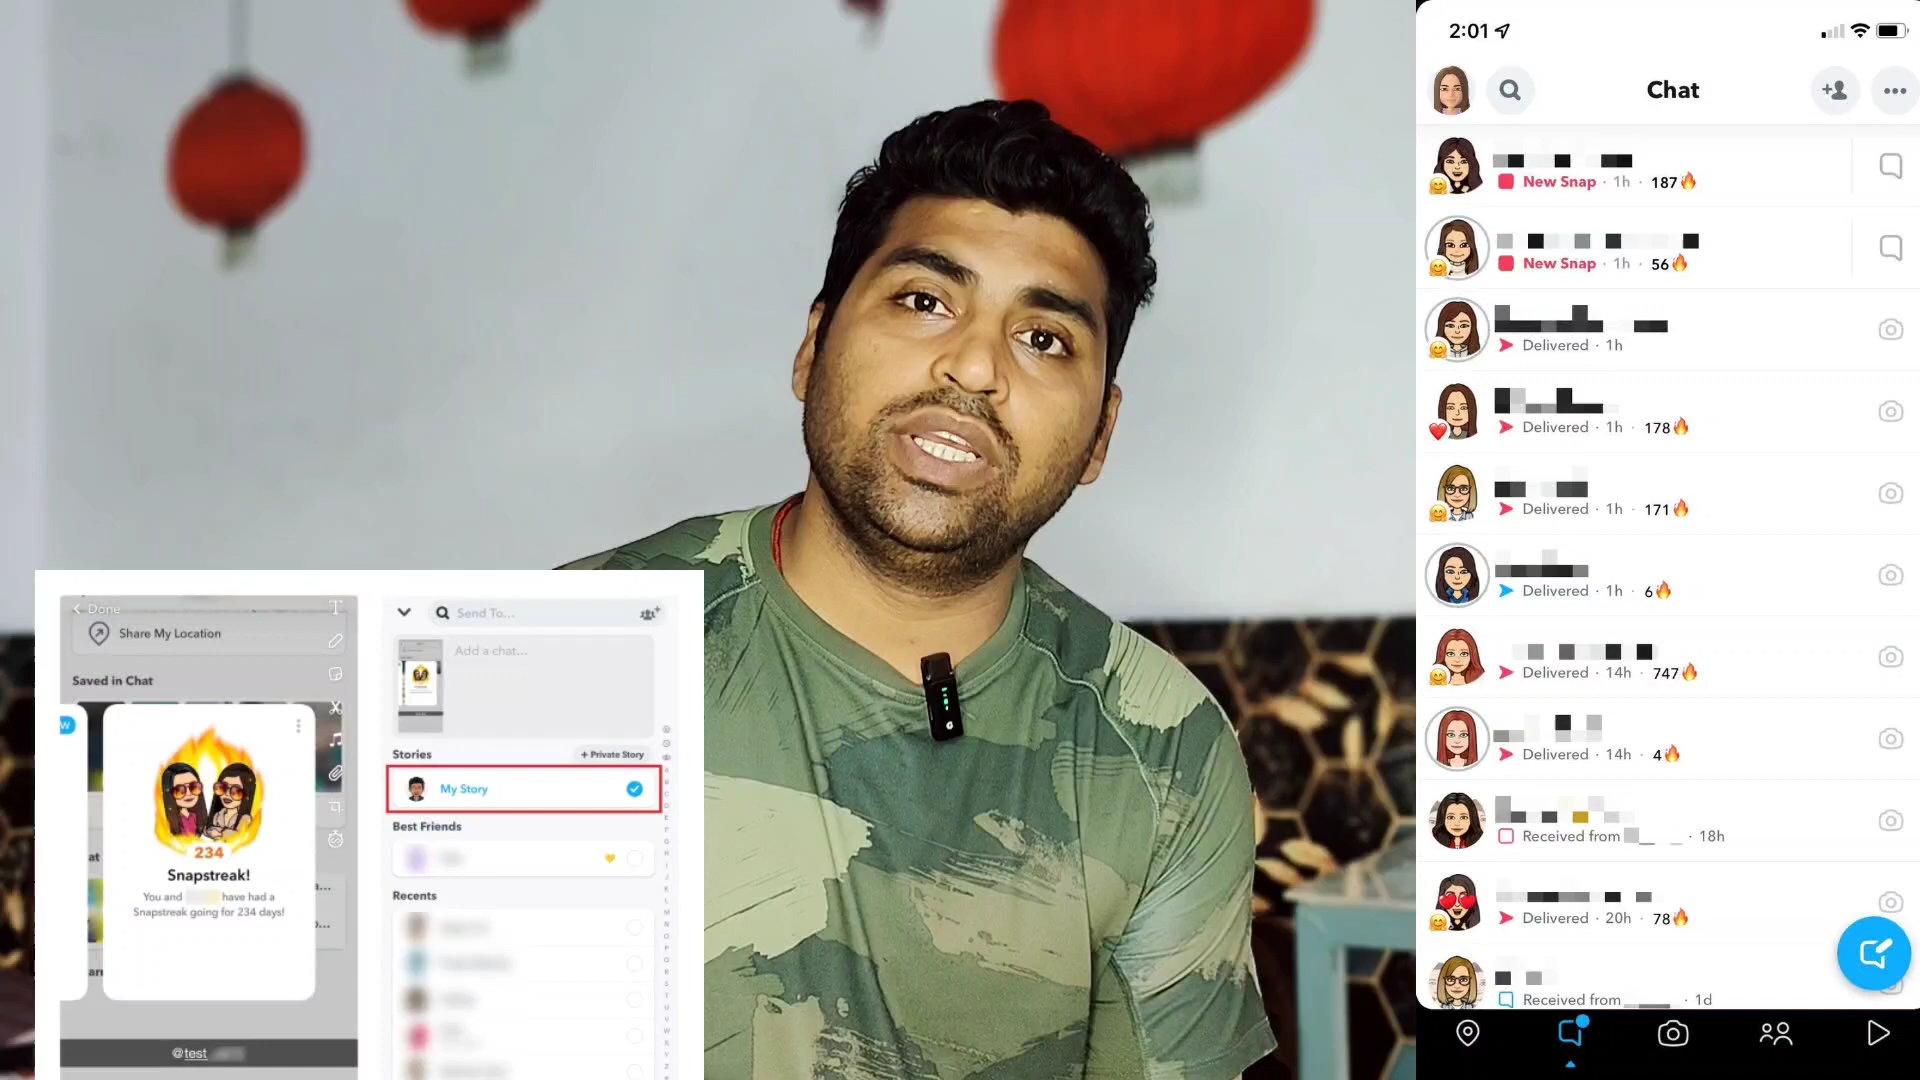 Done
T
Share My Location
Saved in Chat
W
at
234
Snapstreak!
You and have had a
Snapstreak going for 234 days!
@test
Send To...
Add a chat...
Stories
+ Private Story
My Story
Best Friends
Recents
2:01
Chat
New Snap · 1h · 187🔥
New Snap · 1h · 56🔥
Delivered · 1h
Delivered · 1h · 178🔥
Delivered · 1h · 171🔥
Delivered · 1h · 6🔥
Delivered · 14h · 747🔥
Delivered · 14h · 4🔥
Received from · 18h
Delivered · 20h · 78🔥
Received from · 1d